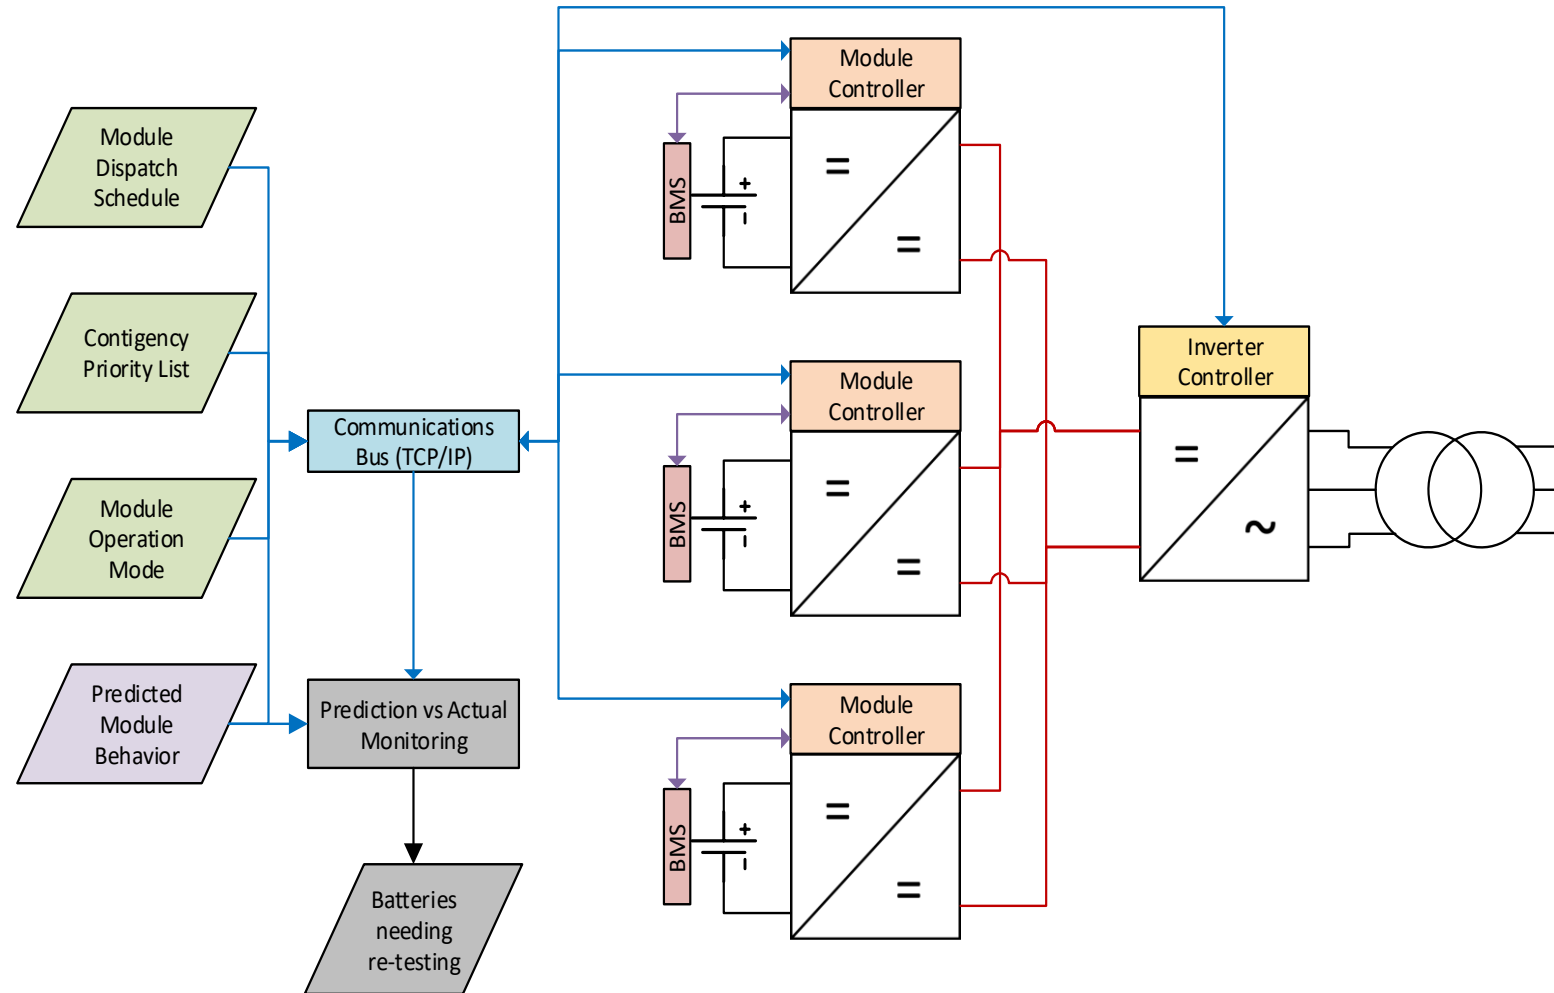 Module
Dispatch
Schedule
Contigency
Priority List
Module
Operation
Mode
Predicted
Module
Behavior
Communications
Bus (TCP/IP)
Prediction vs Actual
Monitoring
Batteries
needing
re-testing
Module
Controller
BMS
+
−
=
=
Module
Controller
BMS
+
−
=
=
Module
Controller
BMS
+
−
=
=
Inverter
Controller
=
~